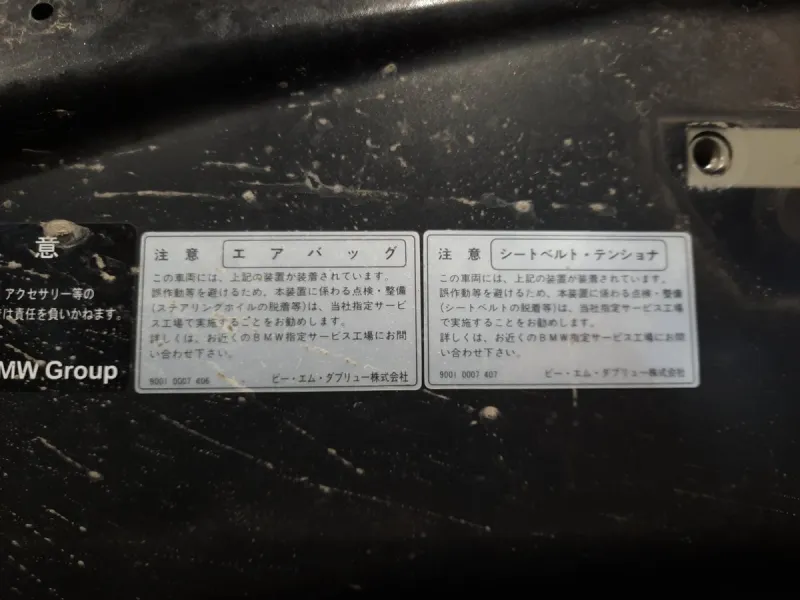 意
アクセサリー等の
は責任を負いかねます。
MW Group
注 意 エ ア バ ッ グ
この車両には、上記の装置が装着されています。
誤作動等を避けるため、本装置に係わる点検・整備
(ステアリングホイルの脱着等)は、当社指定サービ
ス工場で実施することをお勧めします。
詳しくは、お近くのBMW指定サービス工場にお問
い合わせ下さい。
9001 0007 406 ビー・エム・ダブリュー株式会社
注 意 シートベルト・テンショナ
この車両には、上記の装置が装着されています。
誤作動等を避けるため、本装置に係わる点検・整備
(シートベルトの脱着等)は、当社指定サービス工場
で実施することをお勧めします。
詳しくは、お近くのBMW指定サービス工場にお問
い合わせ下さい。
9001 0007 407 ビー・エム・ダブリュー株式会社